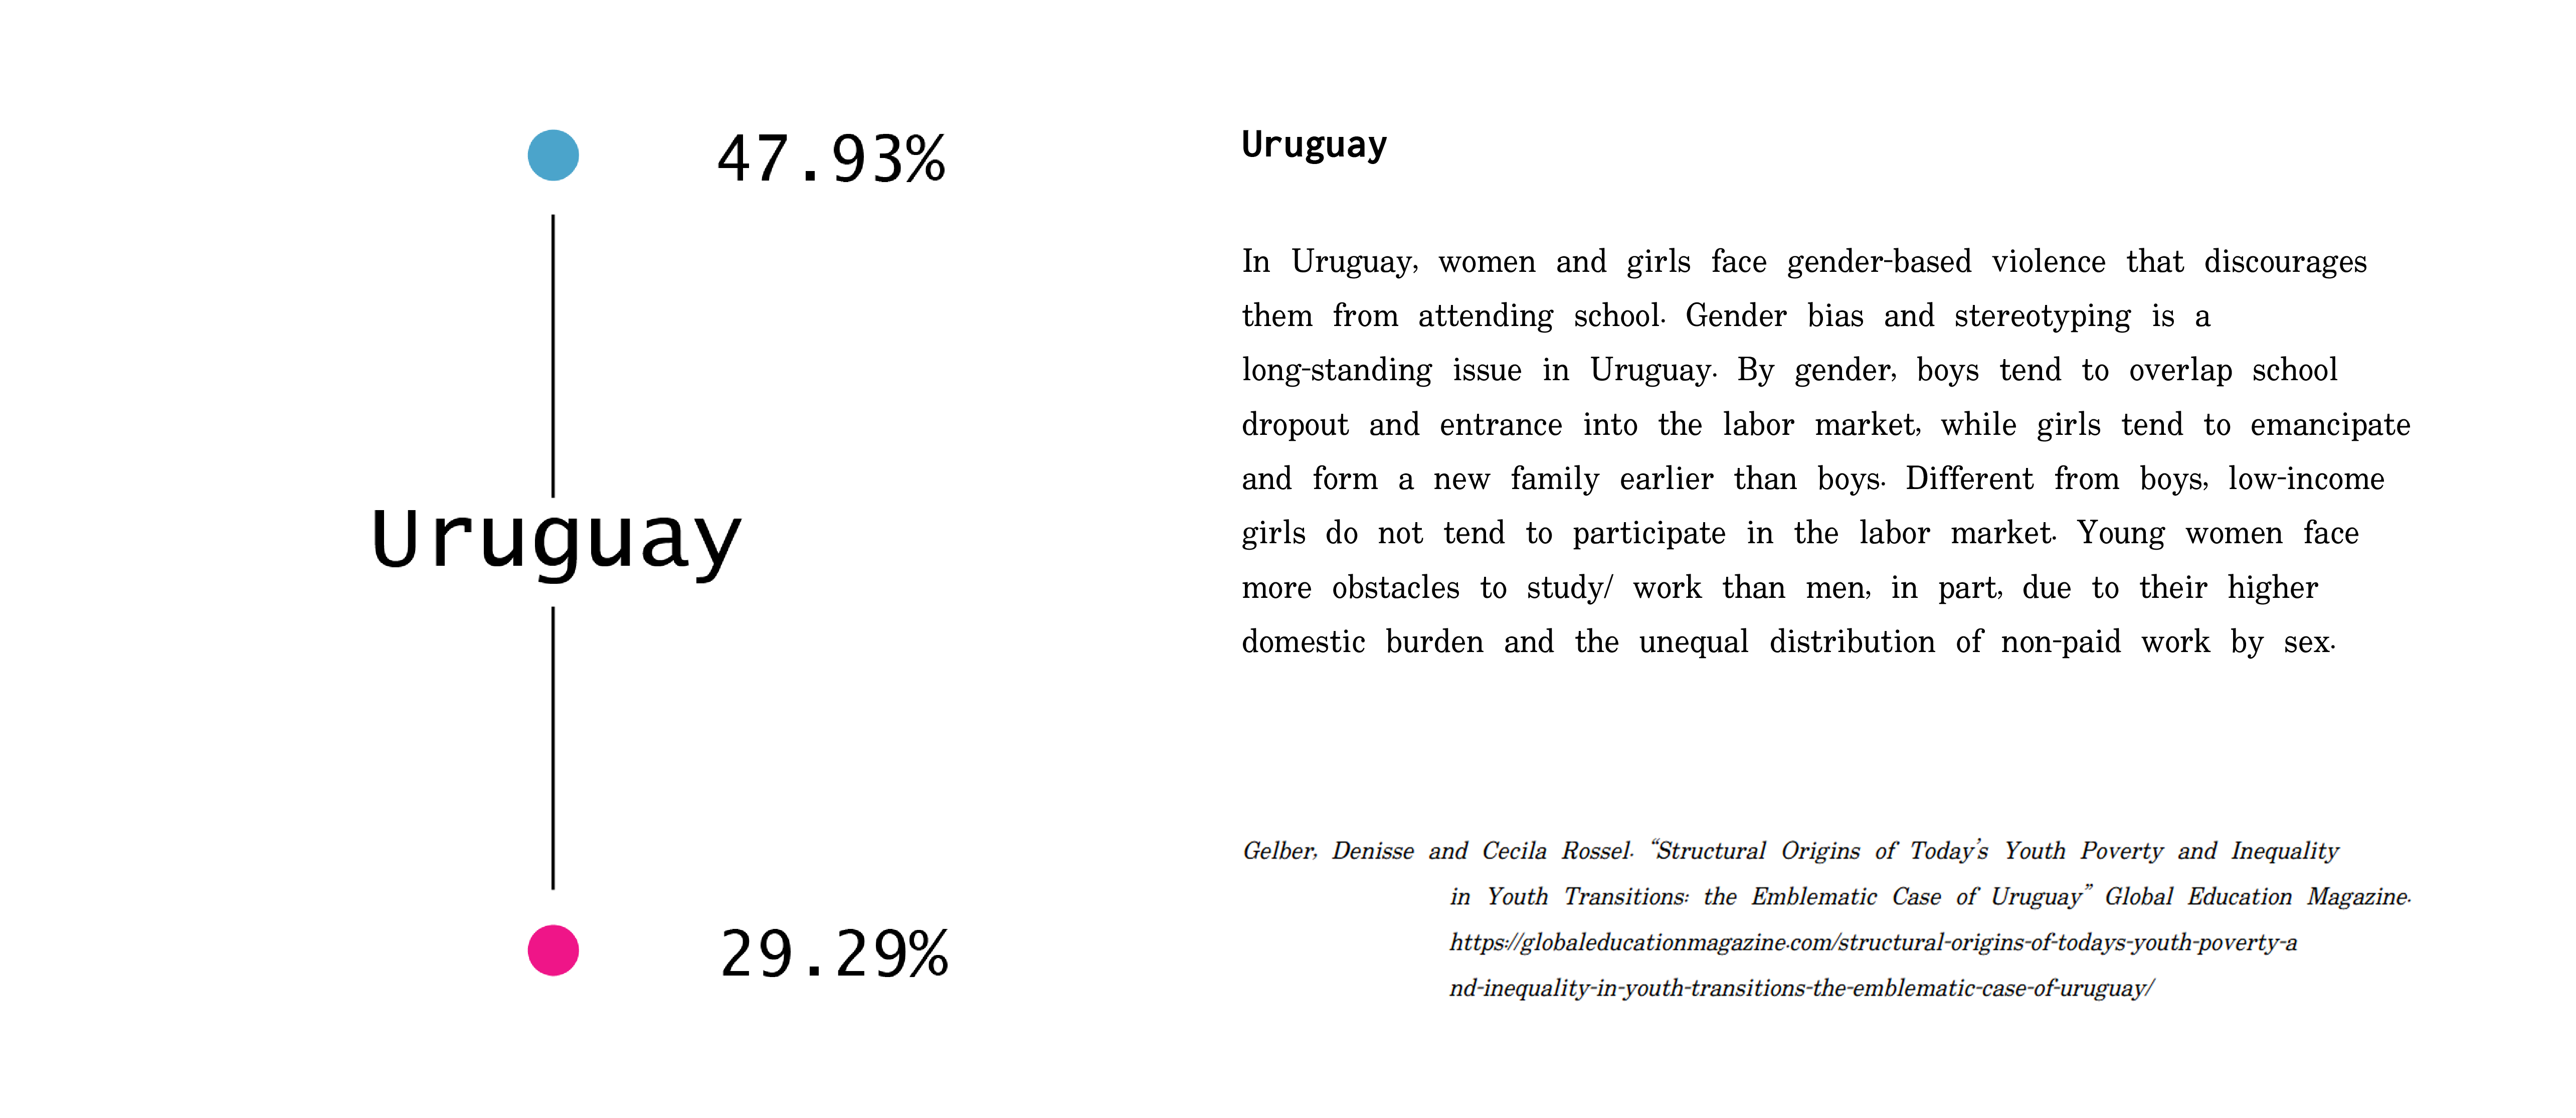 47.93%
Uruguay
29.29%
Uruguay
In Uruguay, women and girls face gender-based violence that discourages
them from attending school. Gender bias and stereotyping is a
long-standing issue in Uruguay. By gender, boys tend to overlap school
dropout and entrance into the labor market, while girls tend to emancipate
and form a new family earlier than boys. Different from boys, low-income
girls do not tend to participate in the labor market. Young women face
more obstacles to study/ work than men, in part, due to their higher
domestic burden and the unequal distribution of non-paid work by sex.
Gelber, Denisse and Cecila Rossel. “Structural Origins of Today’s Youth Poverty and Inequality
in Youth Transitions: the Emblematic Case of Uruguay” Global Education Magazine.
https://globaleducationmagazine.com/structural-origins-of-todays-youth-poverty-a
nd-inequality-in-youth-transitions-the-emblematic-case-of-uruguay/